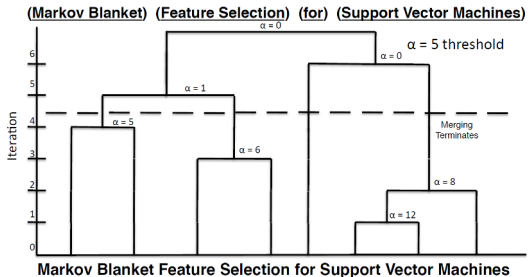 (Markov Blanket) (Feature Selection) (for) (Support Vector Machines)
α = 0
α = 5 threshold
α = 0
6
5
α = 1
Merging
Terminates
4
α = 5
3
α = 6
2
α = 8
1
α = 12
0
Iteration
Markov Blanket Feature Selection for Support Vector Machines